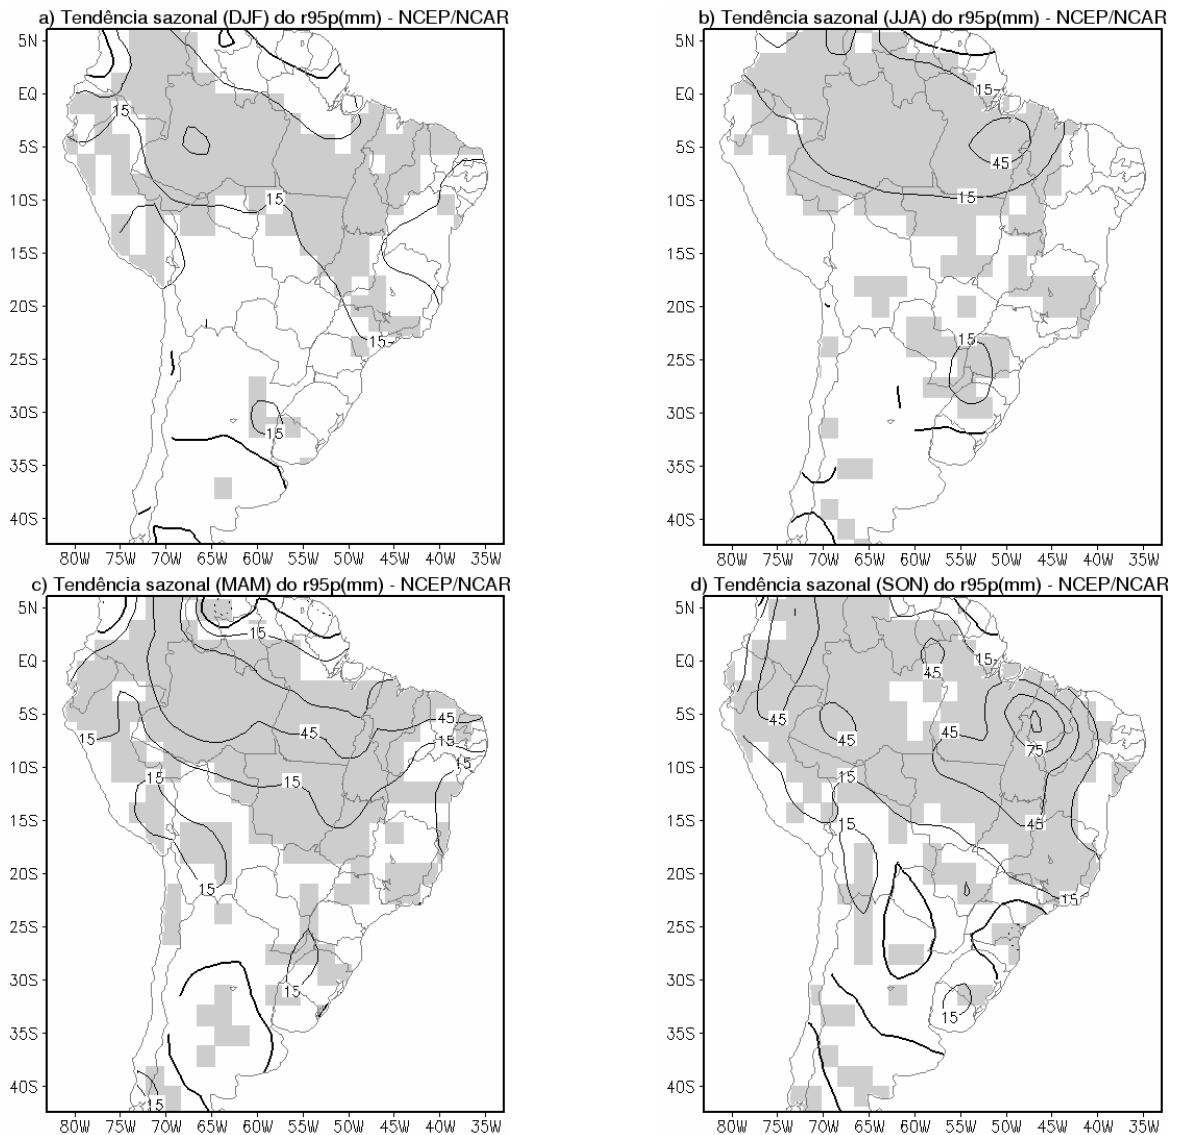 a) Tendência sazonal (DJF) do r95p(mm) - NCEP/NCAR
5N
EQ
5S
10S
15S
20S
25S
30S
35S
40S
15
15
15
15
80W 75W 70W 65W 60W 55W 50W 45W 40W 35W
b) Tendência sazonal (JJA) do r95p(mm) - NCEP/NCAR
5N
EQ
5S
10S
15S
20S
25S
30S
35S
40S
15
45
15
15
80W 75W 70W 65W 60W 55W 50W 45W 40W 35W
c) Tendência sazonal (MAM) do r95p(mm) - NCEP/NCAR
5N
EQ
5S
10S
15S
20S
25S
30S
35S
40S
15
45
15
45
15
15
15
15
15
15
15
80W 75W 70W 65W 60W 55W 50W 45W 40W 35W
d) Tendência sazonal (SON) do r95p(mm) - NCEP/NCAR
5N
EQ
5S
10S
15S
20S
25S
30S
35S
40S
15
45
45
45
45
75
15
15
45
15
15
80W 75W 70W 65W 60W 55W 50W 45W 40W 35W